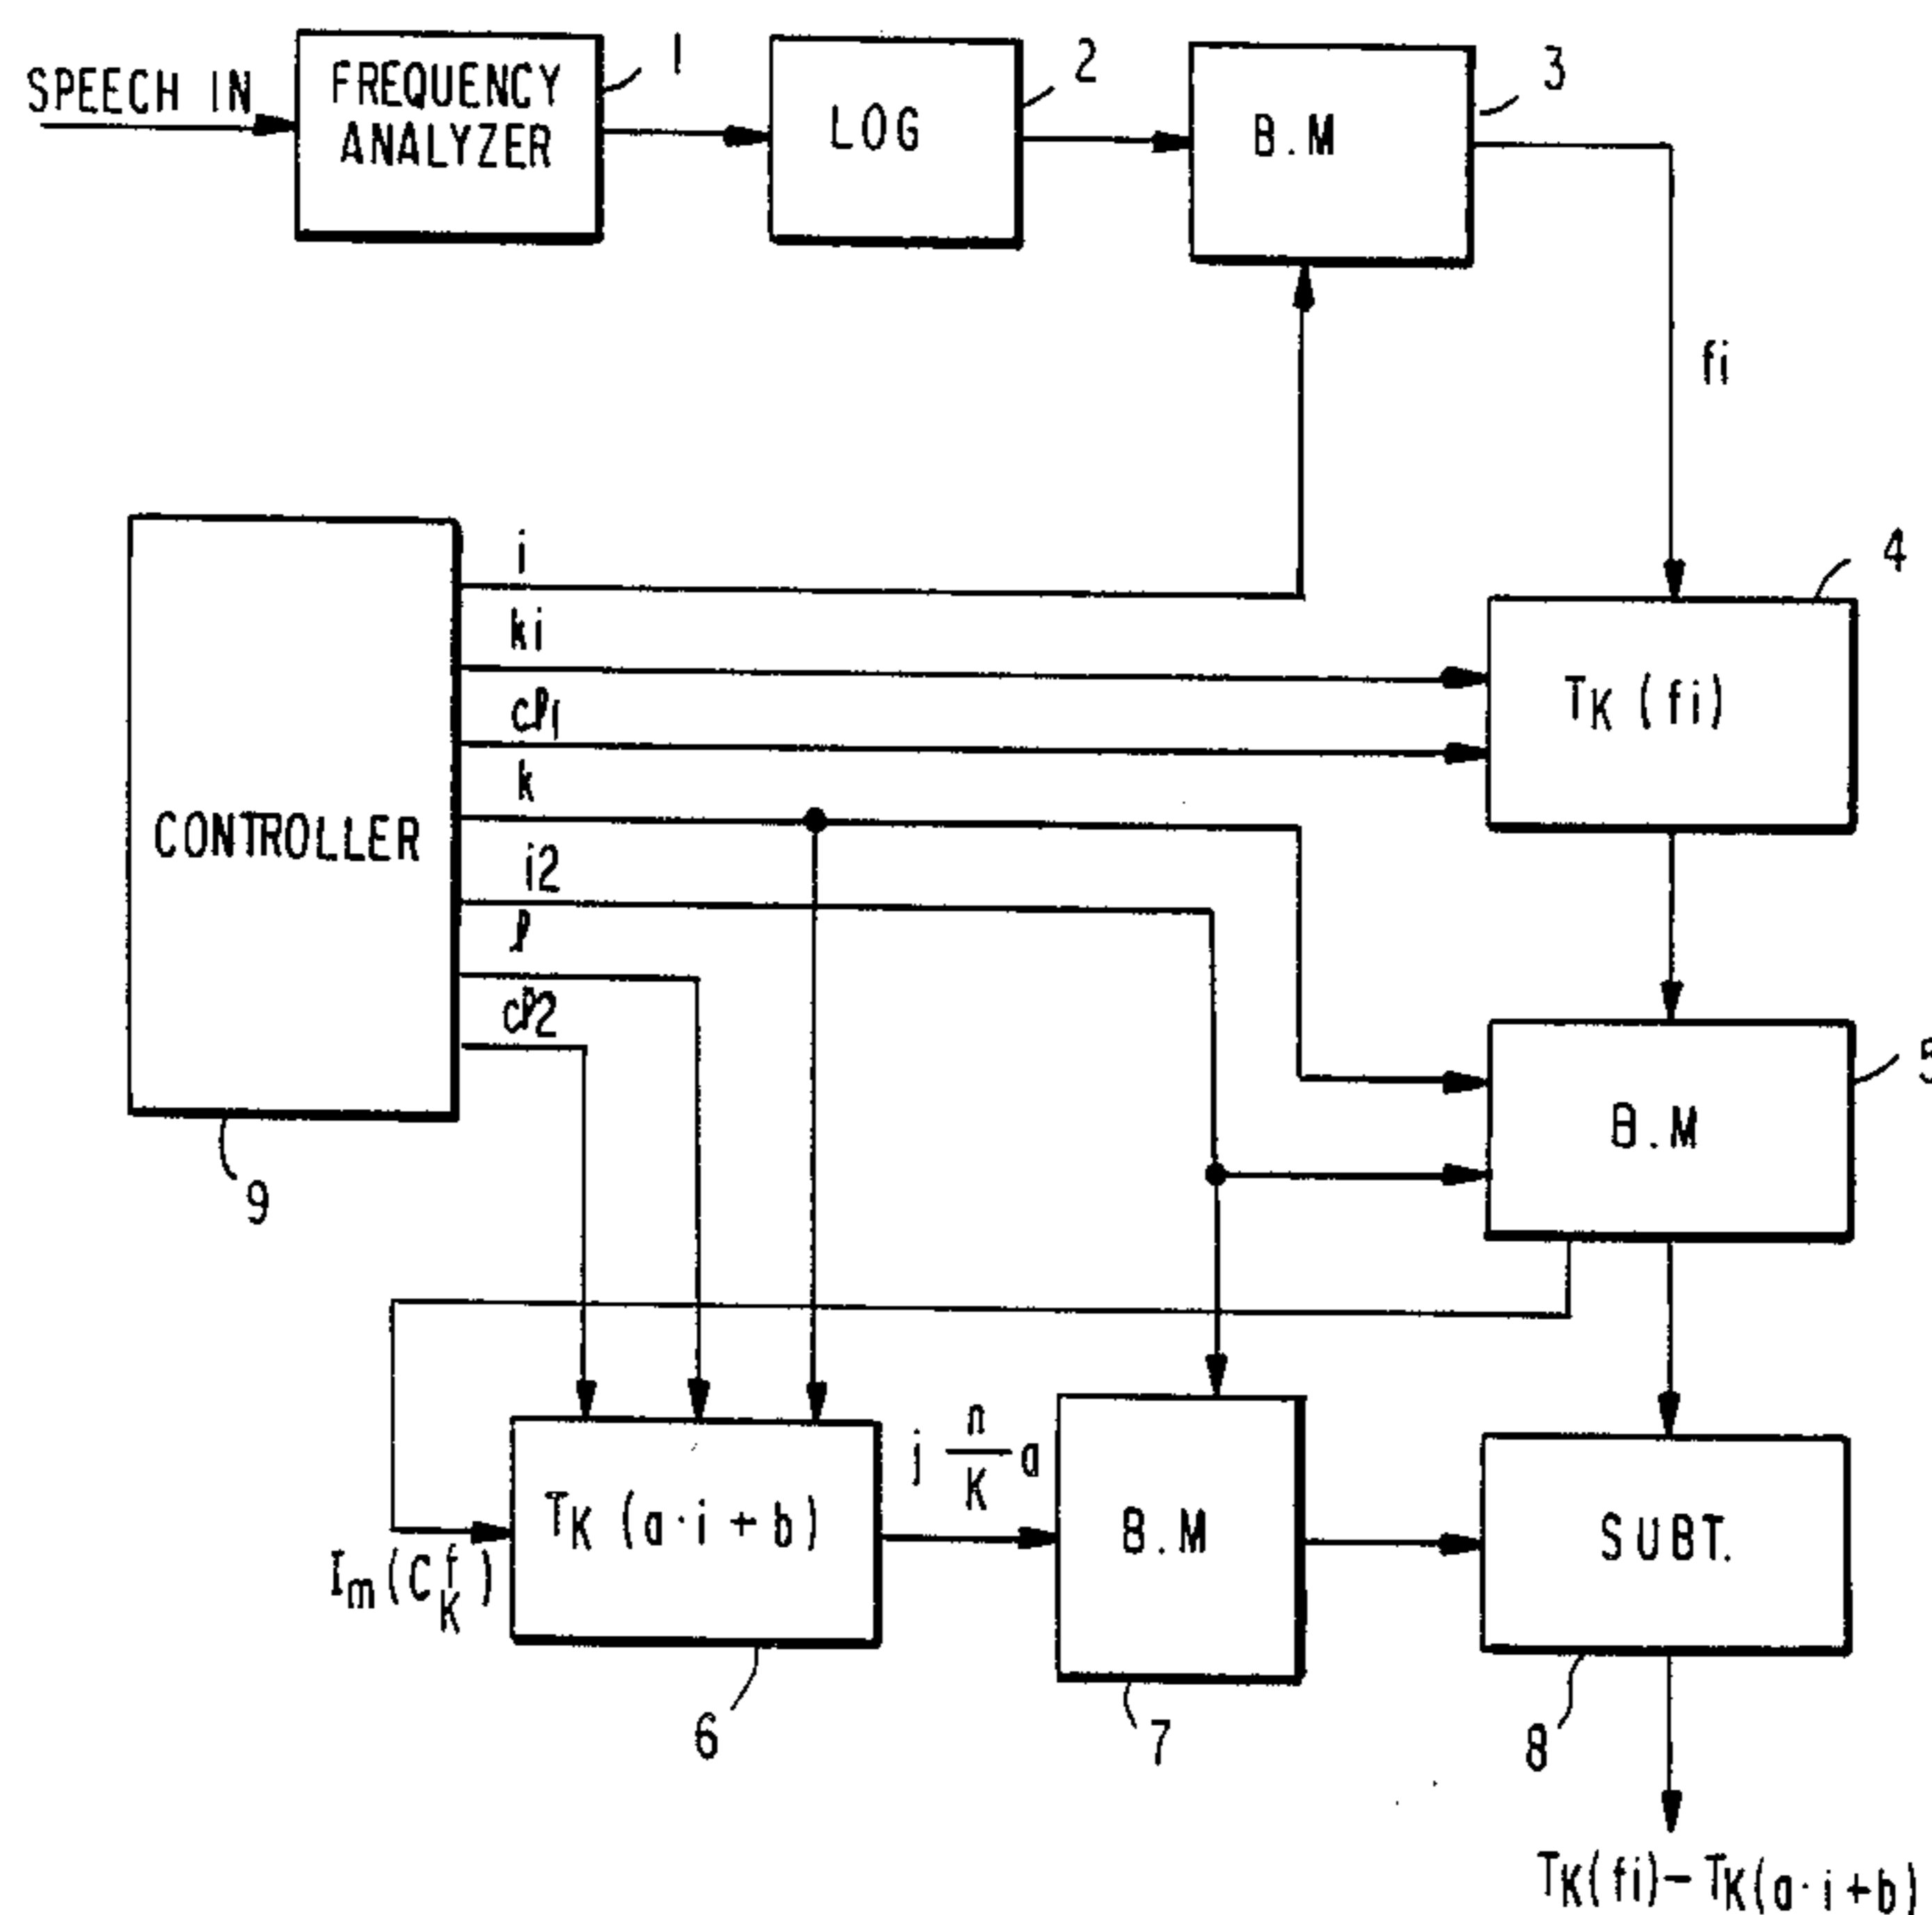 SPEECH IN
FREQUENCY
ANALYZER
1
LOG
2
B.M
3
fi
CONTROLLER
9
i
ki
cl1
k
i2
l
cl2
TK (fi)
4
B.M
5
Im(CfK)
TK (a·i+b)
6
j n/K a
B.M
7
SUBT.
8
TK(fi)-TK(a·i+b)